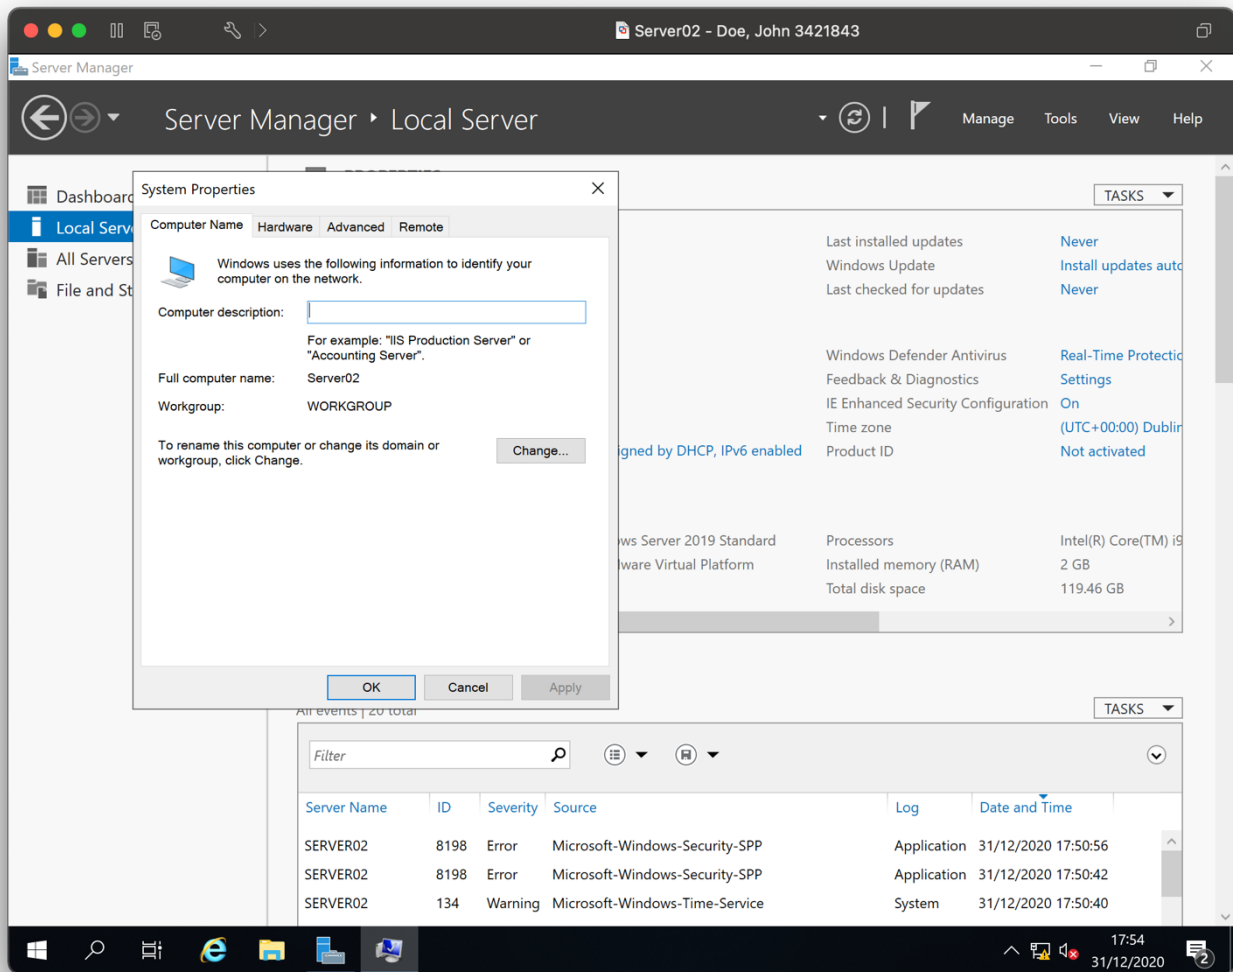 Server02 - Doe, John 3421843
Server Manager
Server Manager • Local Server
Manage Tools View Help
Dashboard
Local Serv
All Servers
File and St
TASKS
System Properties
Computer Name Hardware Advanced Remote
Windows uses the following information to identify your
computer on the network.
Computer description:
For example: "IIS Production Server" or
"Accounting Server".
Full computer name: Server02
Workgroup: WORKGROUP
To rename this computer or change its domain or
workgroup, click Change.
Change...
OK Cancel Apply
Last installed updates Never
Windows Update Install updates auto
Last checked for updates Never
Windows Defender Antivirus Real-Time Protectic
Feedback & Diagnostics Settings
IE Enhanced Security Configuration On
Time zone (UTC+00:00) Dublin
igned by DHCP, IPv6 enabled Product ID Not activated
ows Server 2019 Standard Processors Intel(R) Core(TM) i9
lware Virtual Platform Installed memory (RAM) 2 GB
Total disk space 119.46 GB
All events | 20 total
TASKS
Filter
Server Name ID Severity Source Log Date and Time
SERVER02 8198 Error Microsoft-Windows-Security-SPP Application 31/12/2020 17:50:56
SERVER02 8198 Error Microsoft-Windows-Security-SPP Application 31/12/2020 17:50:42
SERVER02 134 Warning Microsoft-Windows-Time-Service System 31/12/2020 17:50:40
17:54
31/12/2020
2